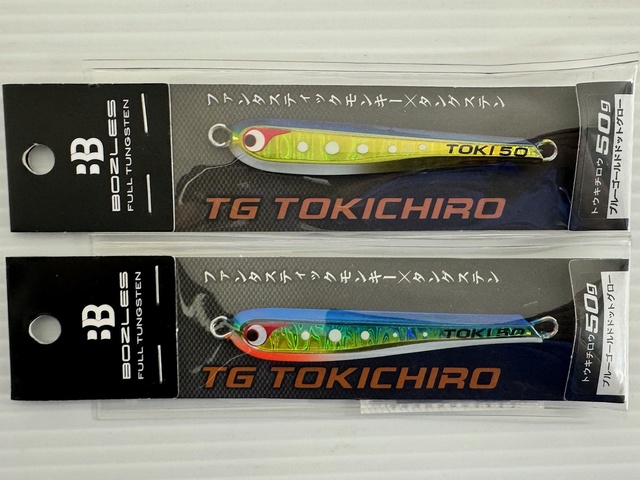 BOZLES
FULL TUNGSTEN
ファンタスティックモンキー×タングステン
TOKI 50
TG TOKICHIRO
トウキチロウ 50g
ブルーゴールドドットグロー
BOZLES
FULL TUNGSTEN
ファンタスティックモンキー×タングステン
TOKI 50
TG TOKICHIRO
トウキチロウ 50g
ブルーゴールドドットグロー